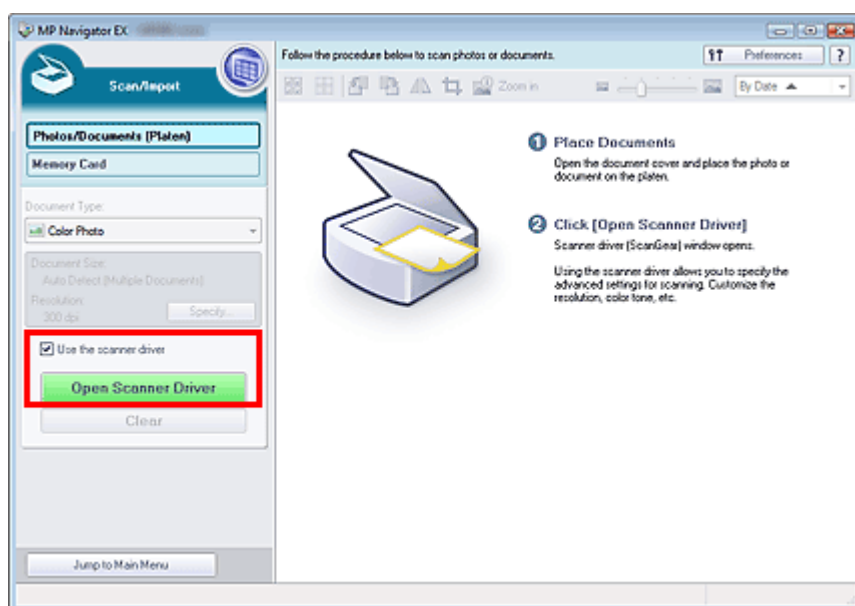 MP Navigator EX
Scan/Import
Photos/Documents (Platen)
Memory Card
Document Type:
Color Photo
Document Size:
Auto Detect (Multiple Documents)
Resolution:
300 dpi
Specify...
Use the scanner driver
Open Scanner Driver
Clear
Jump to Main Menu
Follow the procedure below to scan photos or documents.
Preferences
?
Zoom in
By Date
1 Place Documents
Open the document cover and place the photo or
document on the platen.
2 Click [Open Scanner Driver]
Scanner driver (ScanGear) window opens.
Using the scanner driver allows you to specify the
advanced settings for scanning. Customize the
resolution, color tone, etc.